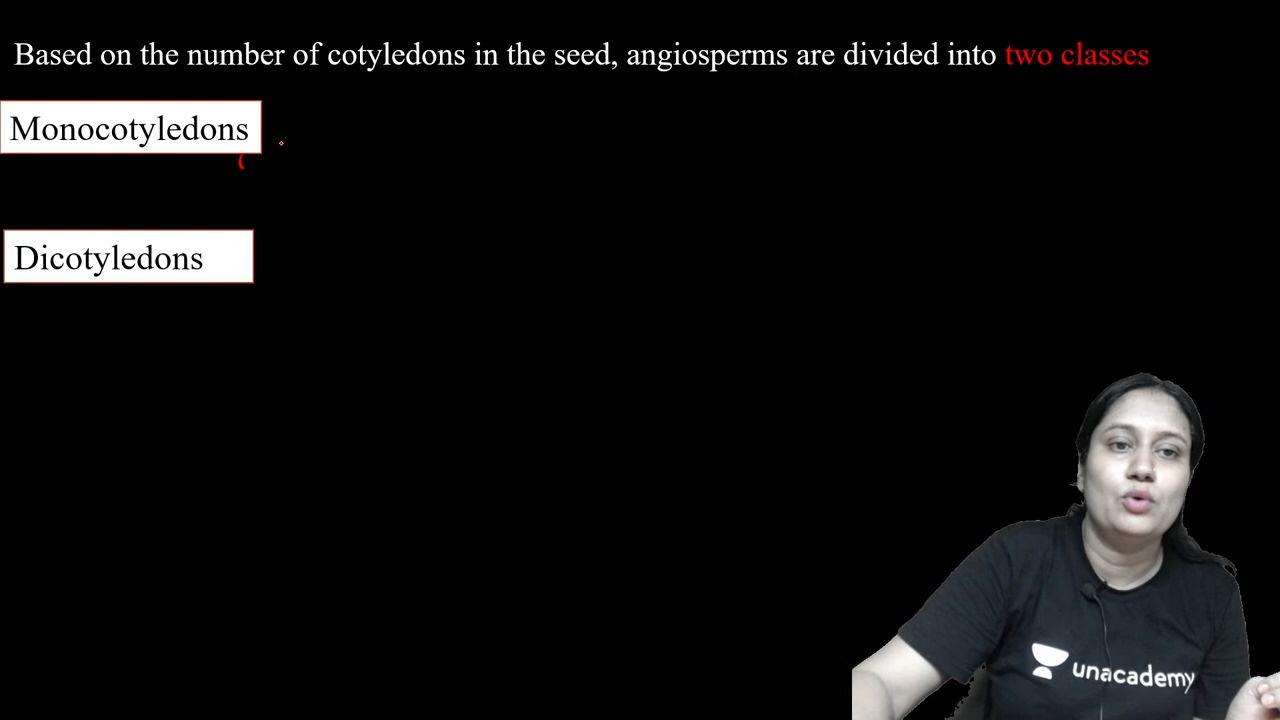 Based on the number of cotyledons in the seed, angiosperms are divided into two classes
Monocotyledons
Dicotyledons
unacademy